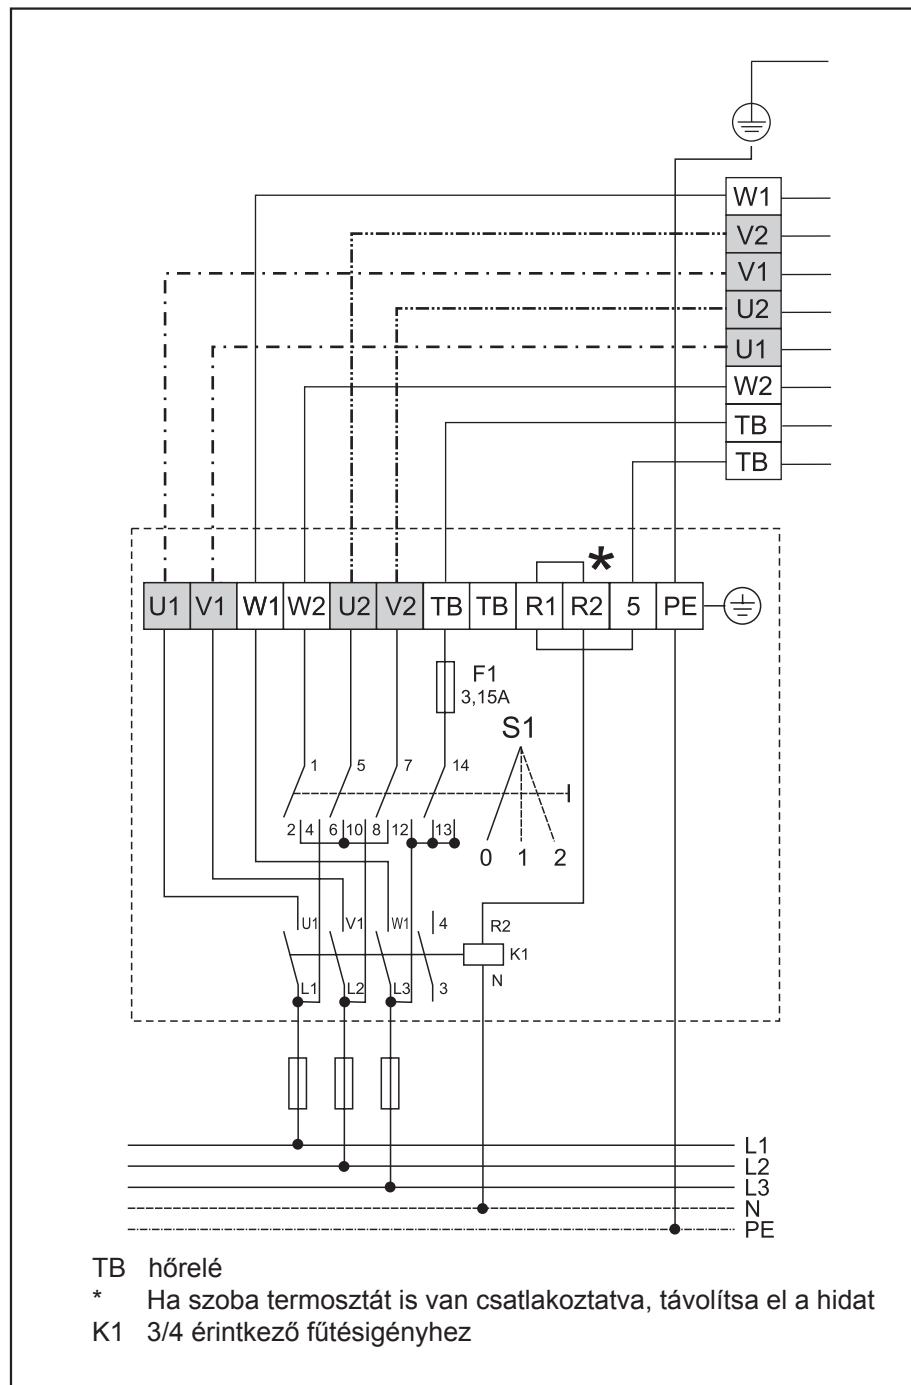 W1
V2
V1
U2
U1
W2
TB
TB
*
U1 V1 W1 W2 U2 V2 TB TB R1 R2 5 PE
F1
3,15A
S1
1 5 7 14
2 4 6 10 8 12 13
0 1 2
U1 V1 W1 4 R2
K1
L1 L2 L3 3 N
L1
L2
L3
N
PE
TB hőrelé
* Ha szoba termosztát is van csatlakoztatva, távolítsa el a hidat
K1 3/4 érintkező fűtésigényhez